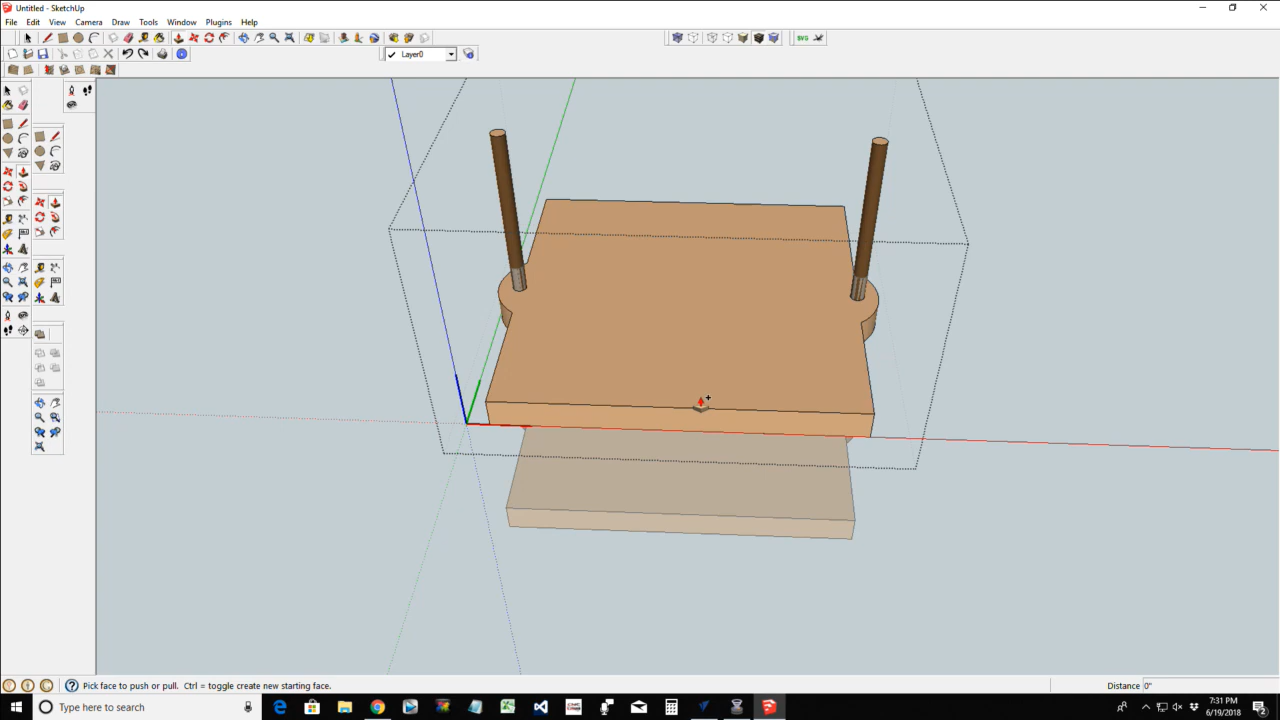 Untitled - SketchUp
File Edit View Camera Draw Tools Window Plugins Help
SVG
Layer0
Pick face to push or pull. Ctrl = toggle create new starting face.
Distance 0"
Type here to search
7:31 PM
6/19/2018